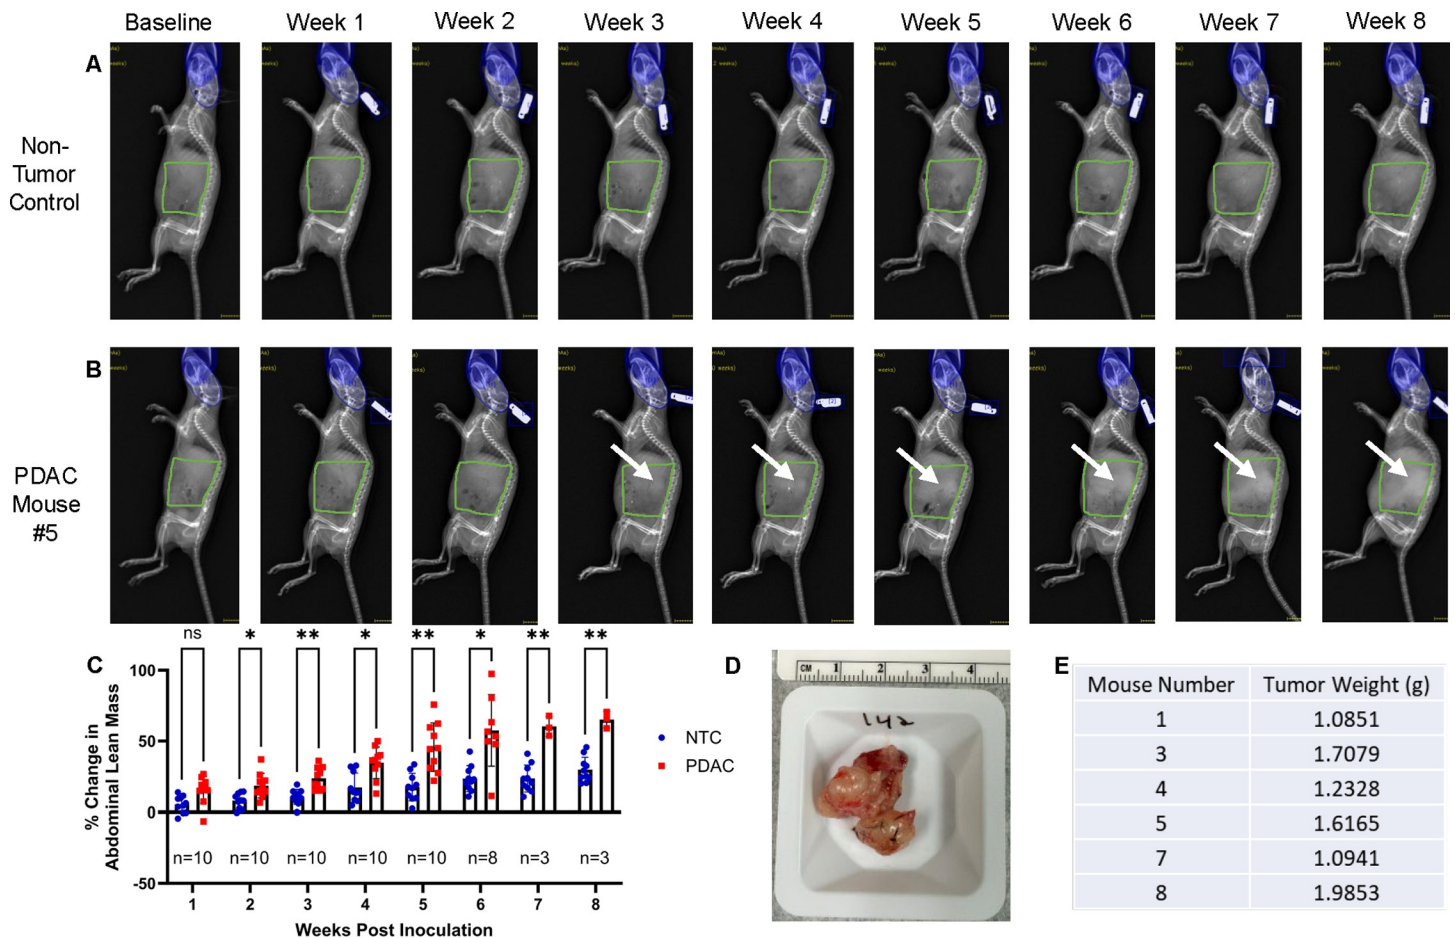 Baseline Week 1 Week 2 Week 3 Week 4 Week 5 Week 6 Week 7 Week 8
A
Non-
Tumor
Control
B
PDAC
Mouse
#5
C
ns * ** * ** * ** **
% Change in
Abdominal Lean Mass
100
50
0
-50
n=10 n=10 n=10 n=10 n=10 n=8 n=3 n=3
1 2 3 4 5 6 7 8
Weeks Post Inoculation
NTC
PDAC
D
CM 1 2 3 4
142
E
Mouse Number Tumor Weight (g)
1 1.0851
3 1.7079
4 1.2328
5 1.6165
7 1.0941
8 1.9853